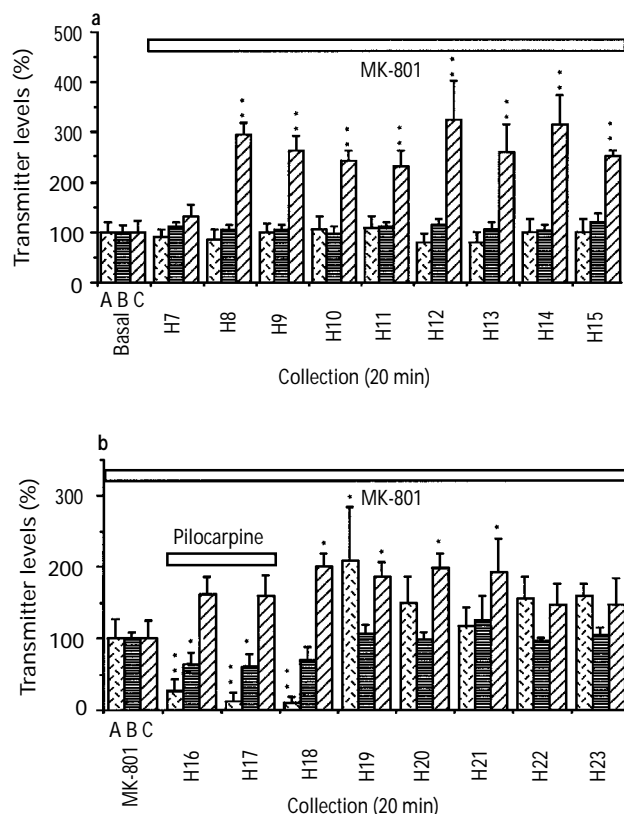 a
500
400
300
200
100
0
Transmitter levels (%)
MK-801
* * * * * * * * * * * * * * * *
A B C
Basal H7 H8 H9 H10 H11 H12 H13 H14 H15
Collection (20 min)
b
300
200
100
0
Transmitter levels (%)
MK-801
Pilocarpine
* * * * * * * * * * * * *
A B C
MK-801 H16 H17 H18 H19 H20 H21 H22 H23
Collection (20 min)